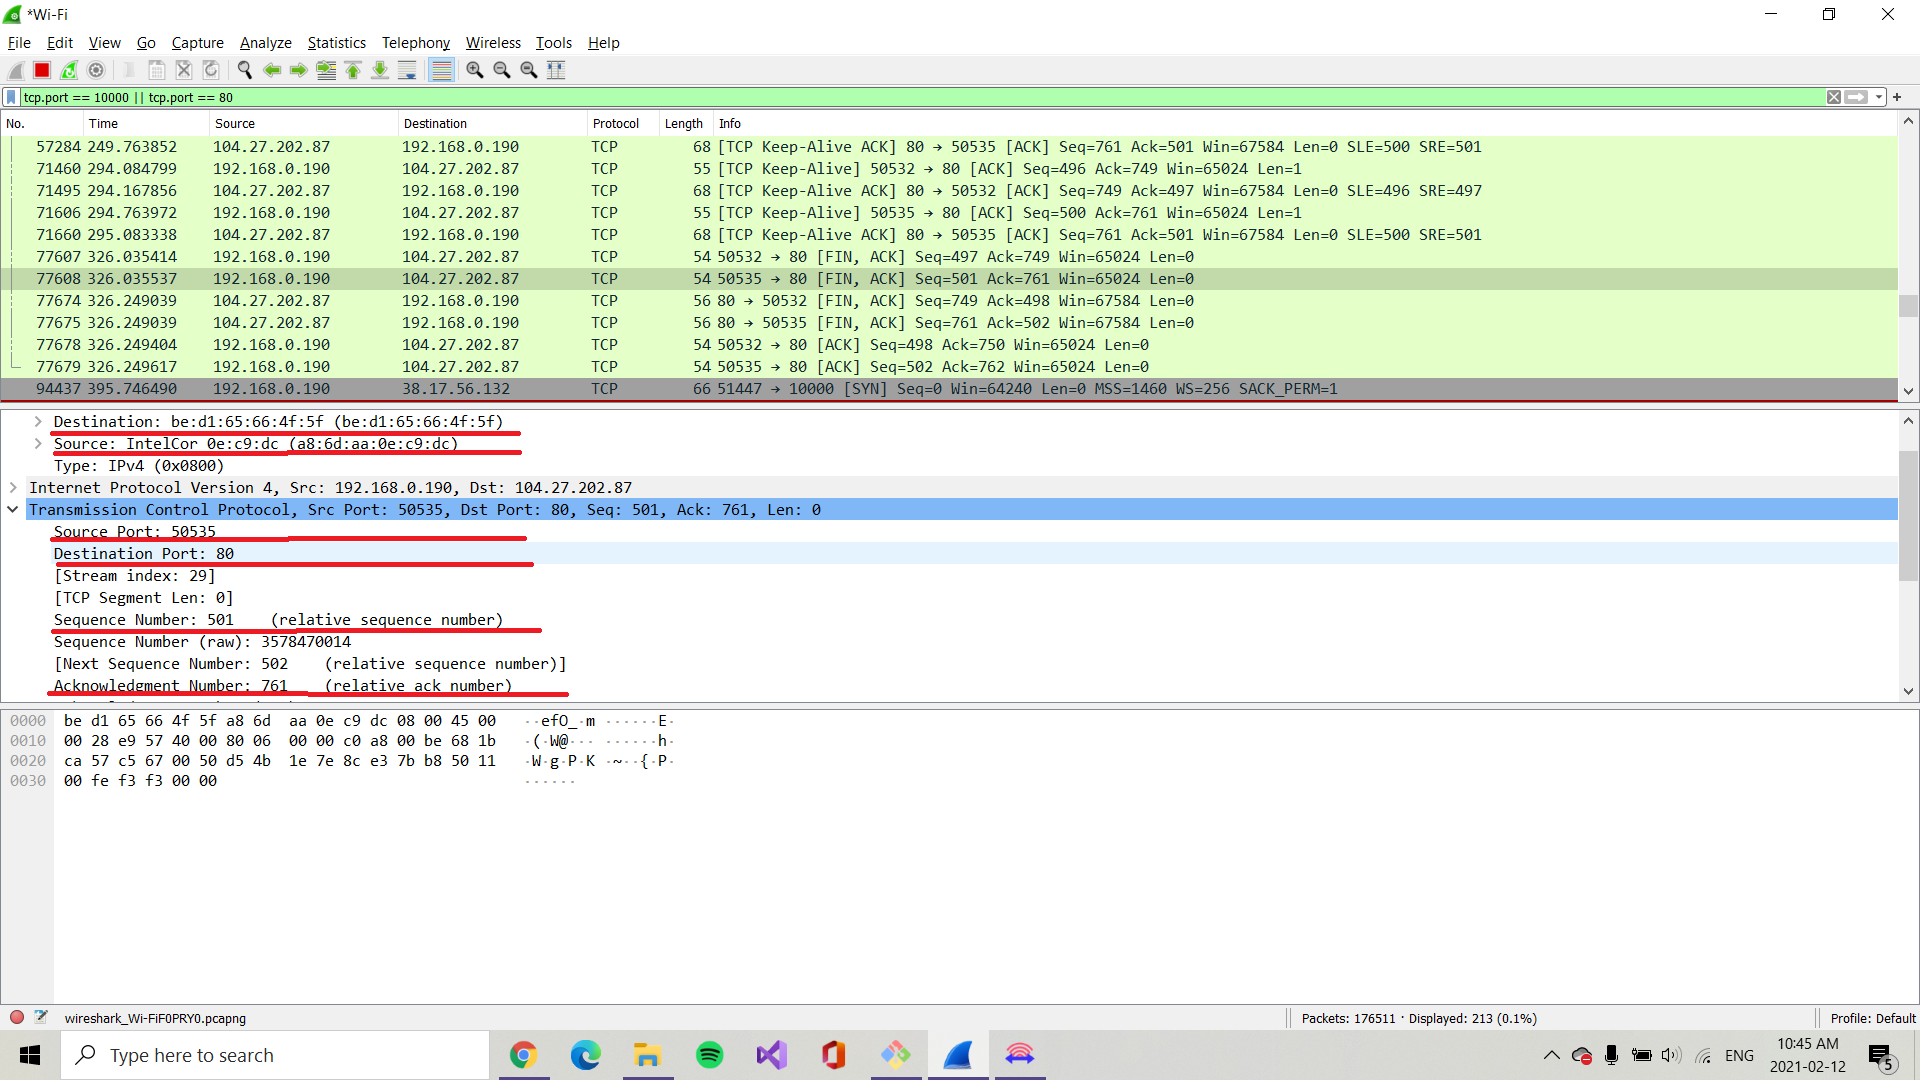 *Wi-Fi
File Edit View Go Capture Analyze Statistics Telephony Wireless Tools Help
tcp.port == 10000 || tcp.port == 80
No. Time Source Destination Protocol Length Info
57284 249.763852 104.27.202.87 192.168.0.190 TCP 68 [TCP Keep-Alive ACK] 80 → 50535 [ACK] Seq=761 Ack=501 Win=67584 Len=0 SLE=500 SRE=501
71460 294.084799 192.168.0.190 104.27.202.87 TCP 55 [TCP Keep-Alive] 50532 → 80 [ACK] Seq=496 Ack=749 Win=65024 Len=1
71495 294.167856 104.27.202.87 192.168.0.190 TCP 68 [TCP Keep-Alive ACK] 80 → 50532 [ACK] Seq=749 Ack=497 Win=67584 Len=0 SLE=496 SRE=497
71606 294.763972 192.168.0.190 104.27.202.87 TCP 55 [TCP Keep-Alive] 50535 → 80 [ACK] Seq=500 Ack=761 Win=65024 Len=1
71660 295.083338 104.27.202.87 192.168.0.190 TCP 68 [TCP Keep-Alive ACK] 80 → 50535 [ACK] Seq=761 Ack=501 Win=67584 Len=0 SLE=500 SRE=501
77607 326.035414 192.168.0.190 104.27.202.87 TCP 54 50532 → 80 [FIN, ACK] Seq=497 Ack=749 Win=65024 Len=0
77608 326.035537 192.168.0.190 104.27.202.87 TCP 54 50535 → 80 [FIN, ACK] Seq=501 Ack=761 Win=65024 Len=0
77674 326.249039 104.27.202.87 192.168.0.190 TCP 56 80 → 50532 [FIN, ACK] Seq=749 Ack=498 Win=67584 Len=0
77675 326.249039 104.27.202.87 192.168.0.190 TCP 56 80 → 50535 [FIN, ACK] Seq=761 Ack=502 Win=67584 Len=0
77678 326.249404 192.168.0.190 104.27.202.87 TCP 54 50532 → 80 [ACK] Seq=498 Ack=750 Win=65024 Len=0
77679 326.249617 192.168.0.190 104.27.202.87 TCP 54 50535 → 80 [ACK] Seq=502 Ack=762 Win=65024 Len=0
94437 395.746490 192.168.0.190 38.17.56.132 TCP 66 51447 → 10000 [SYN] Seq=0 Win=64240 Len=0 MSS=1460 WS=256 SACK_PERM=1
Destination: be:d1:65:66:4f:5f (be:d1:65:66:4f:5f)
Source: IntelCor_0e:c9:dc (a8:6d:aa:0e:c9:dc)
Type: IPv4 (0x0800)
Internet Protocol Version 4, Src: 192.168.0.190, Dst: 104.27.202.87
Transmission Control Protocol, Src Port: 50535, Dst Port: 80, Seq: 501, Ack: 761, Len: 0
Source Port: 50535
Destination Port: 80
[Stream index: 29]
[TCP Segment Len: 0]
Sequence Number: 501 (relative sequence number)
Sequence Number (raw): 3578470014
[Next Sequence Number: 502 (relative sequence number)]
Acknowledgment Number: 761 (relative ack number)
0000 be d1 65 66 4f 5f a8 6d aa 0e c9 dc 08 00 45 00 ··efO_·m ······E·
0010 00 28 e9 57 40 00 80 06 00 00 c0 a8 00 be 68 1b ·(·W@··· ······h·
0020 ca 57 c5 67 00 50 d5 4b 1e 7e 8c e3 7b b8 50 11 ·W·g·P·K ·~··{·P·
0030 00 fe f3 f3 00 00 ······
wireshark_Wi-FiF0PRY0.pcapng Packets: 176511 · Displayed: 213 (0.1%) Profile: Default
Type here to search ENG 10:45 AM
2021-02-12 5